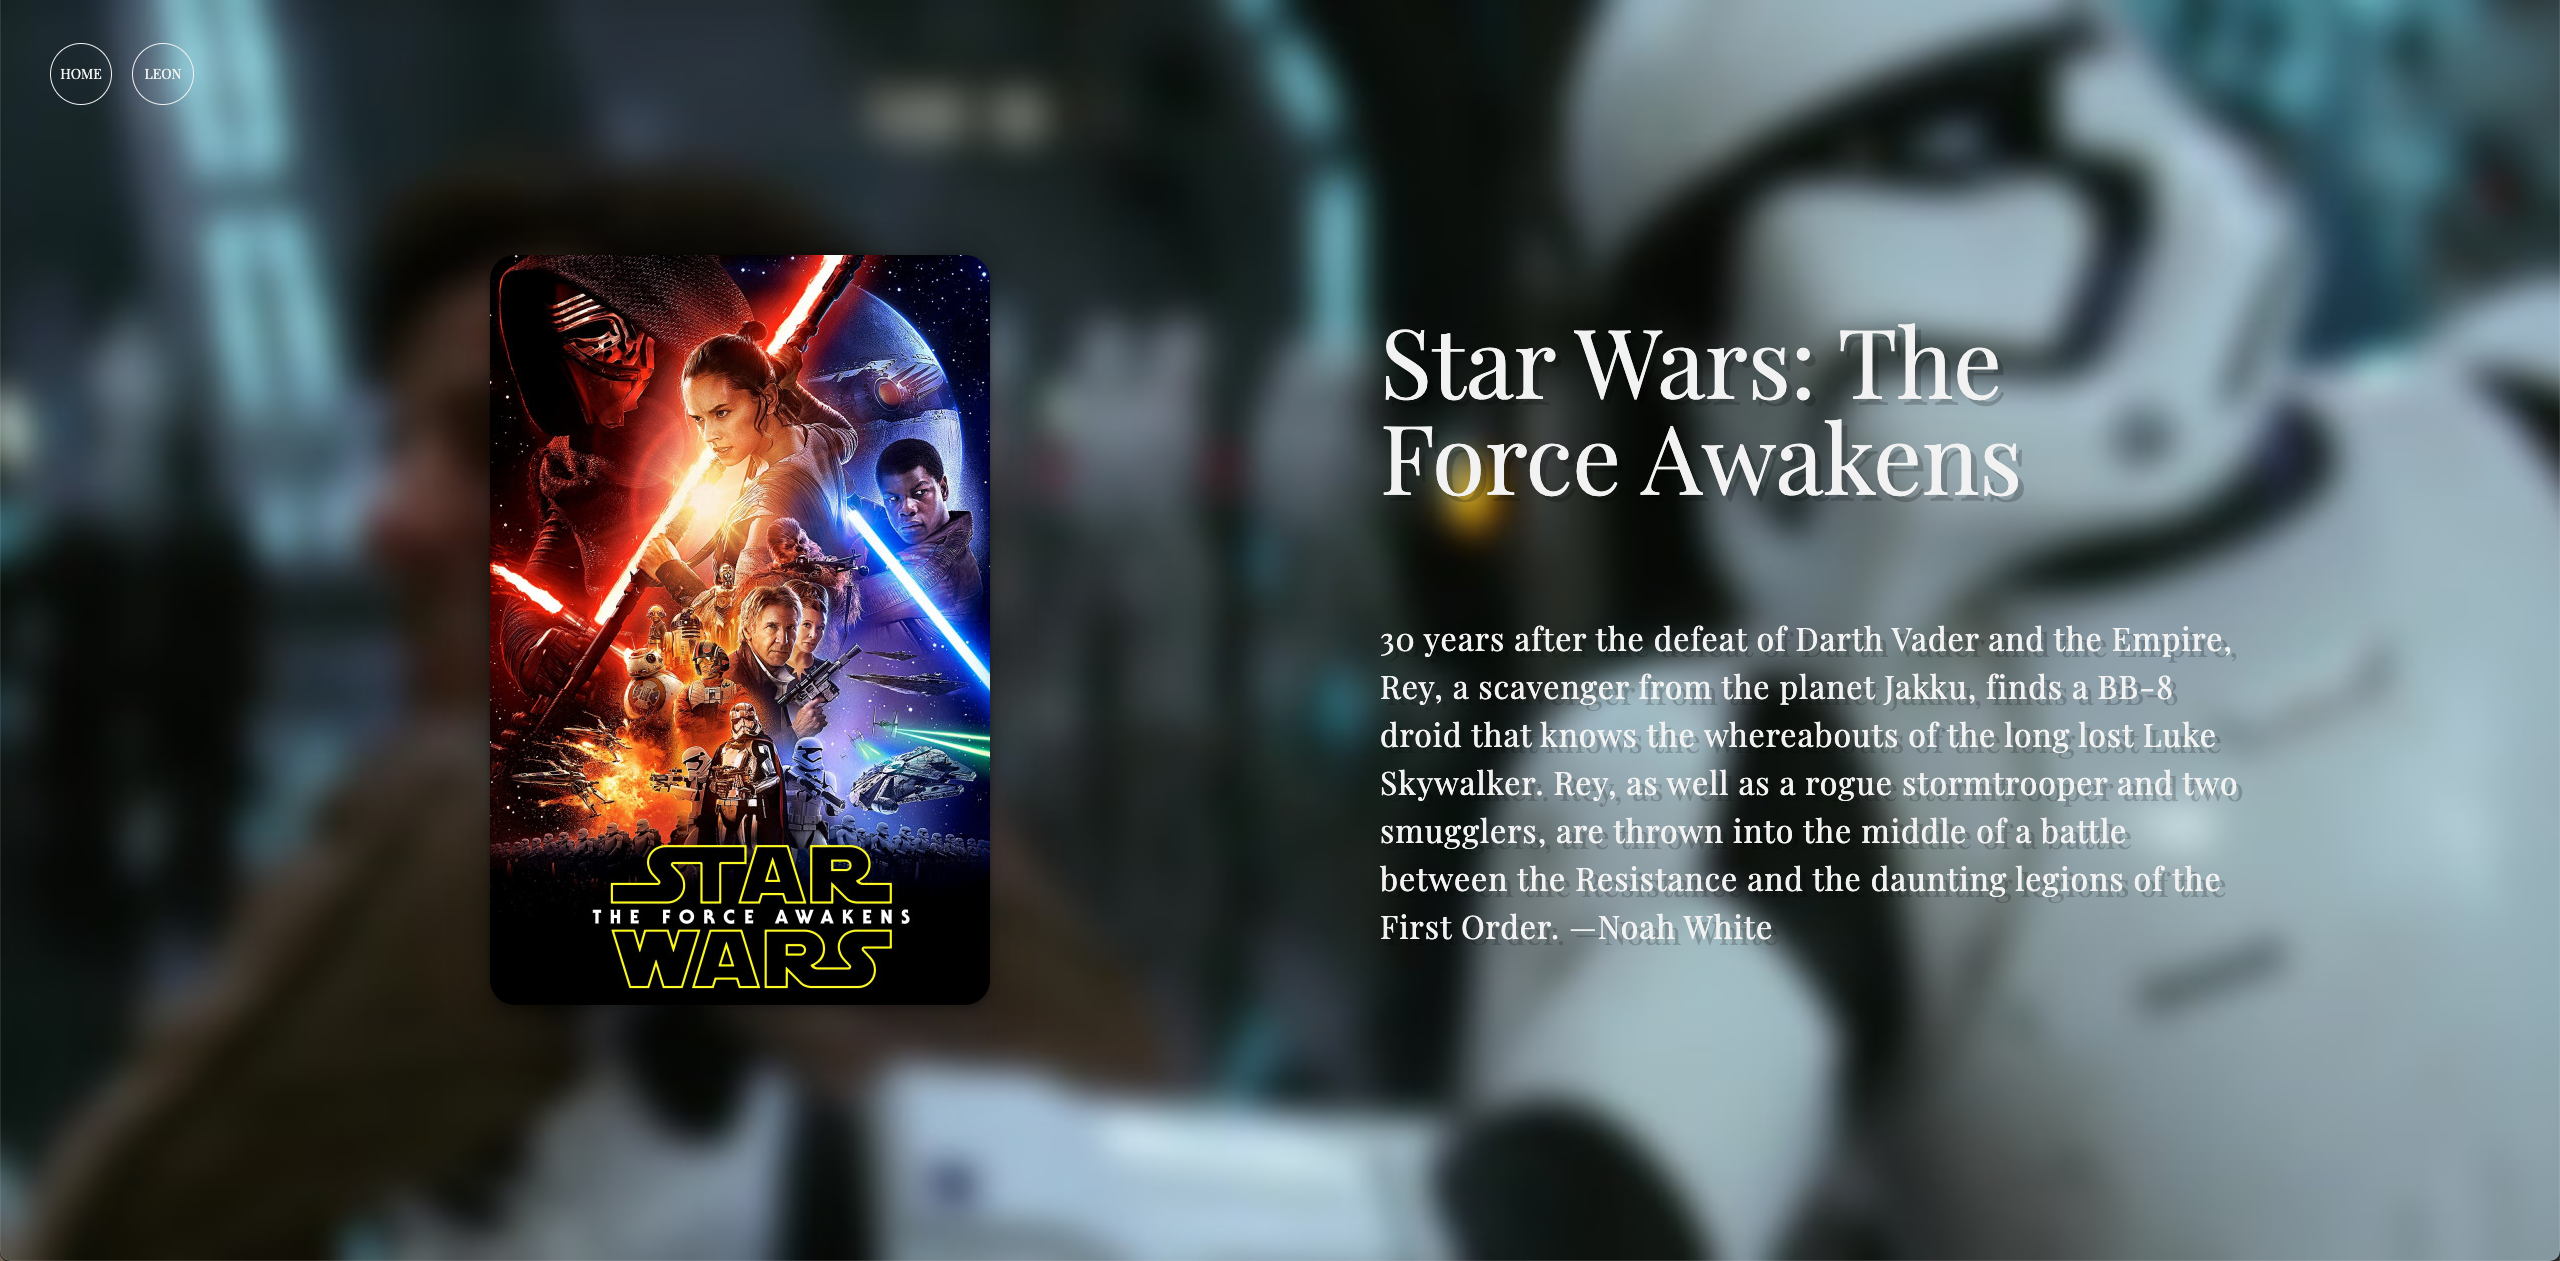 HOME LEON
STAR
THE FORCE AWAKENS
WARS
Star Wars: The
Force Awakens
30 years after the defeat of Darth Vader and the Empire,
Rey, a scavenger from the planet Jakku, finds a BB-8
droid that knows the whereabouts of the long lost Luke
Skywalker. Rey, as well as a rogue stormtrooper and two
smugglers, are thrown into the middle of a battle
between the Resistance and the daunting legions of the
First Order. —Noah White